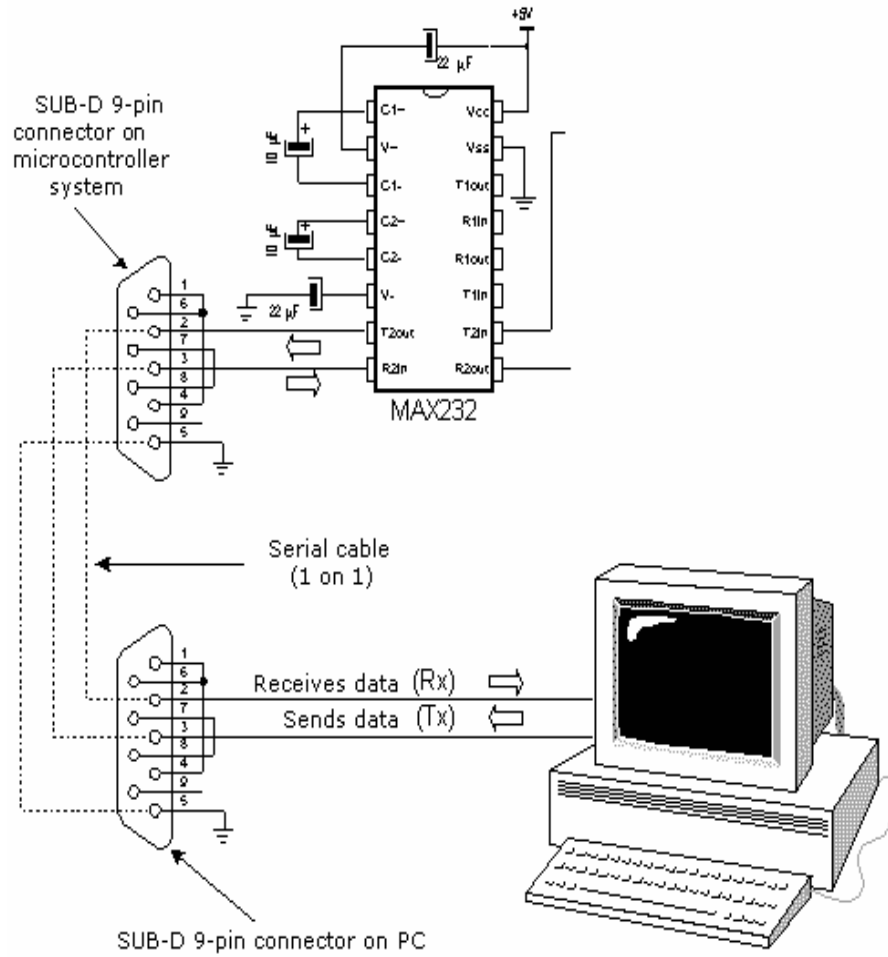 +5V
22 µF
SUB-D 9-pin
connector on
microcontroller
system
C1-
Vcc
+
10 µF
V-
Vss
C1-
T1out
C2-
R1In
+
10 µF
C2-
R1out
V-
T1In
22 µF
T2out
T2In
R2In
R2out
MAX232
1
6
2
7
3
8
4
9
5
Serial cable
(1 on 1)
1
6
2
7
3
8
4
9
5
Receives data (Rx)
Sends data (Tx)
SUB-D 9-pin connector on PC